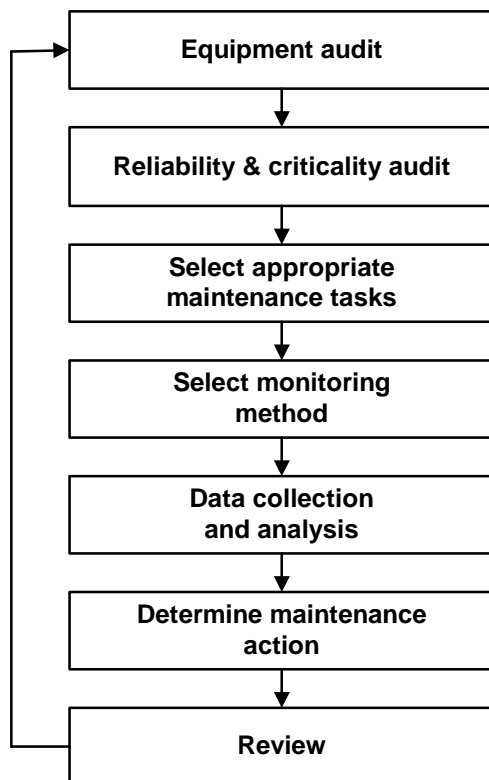 Equipment audit
Reliability & criticality audit
Select appropriate
maintenance tasks
Select monitoring
method
Data collection
and analysis
Determine maintenance
action
Review